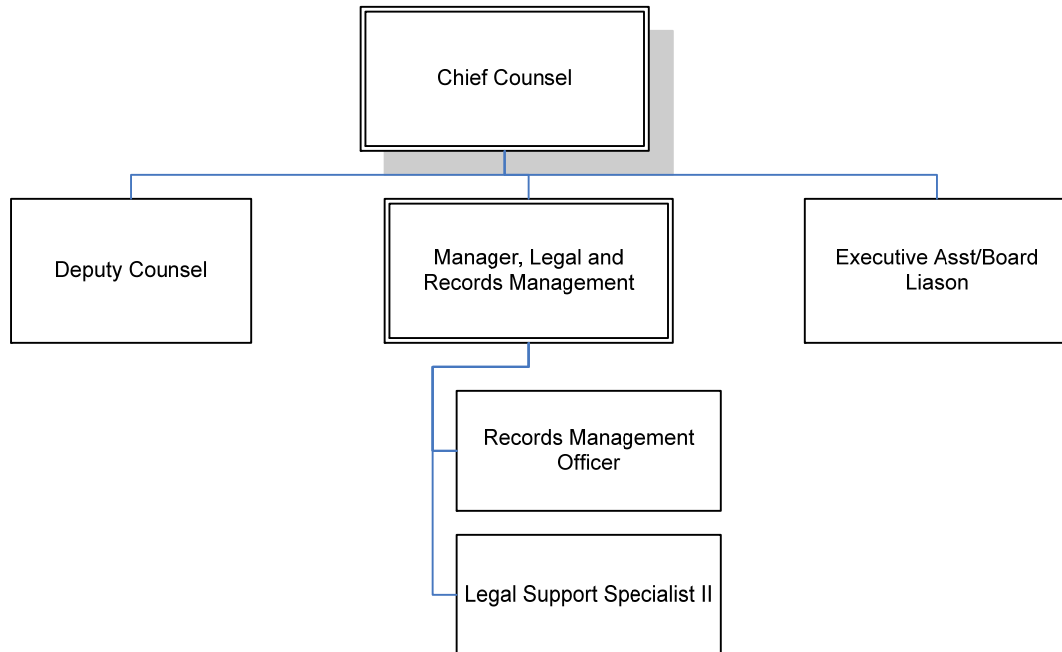 Chief Counsel
Deputy Counsel
Manager, Legal and
Records Management
Executive Asst/Board
Liason
Records Management
Officer
Legal Support Specialist II